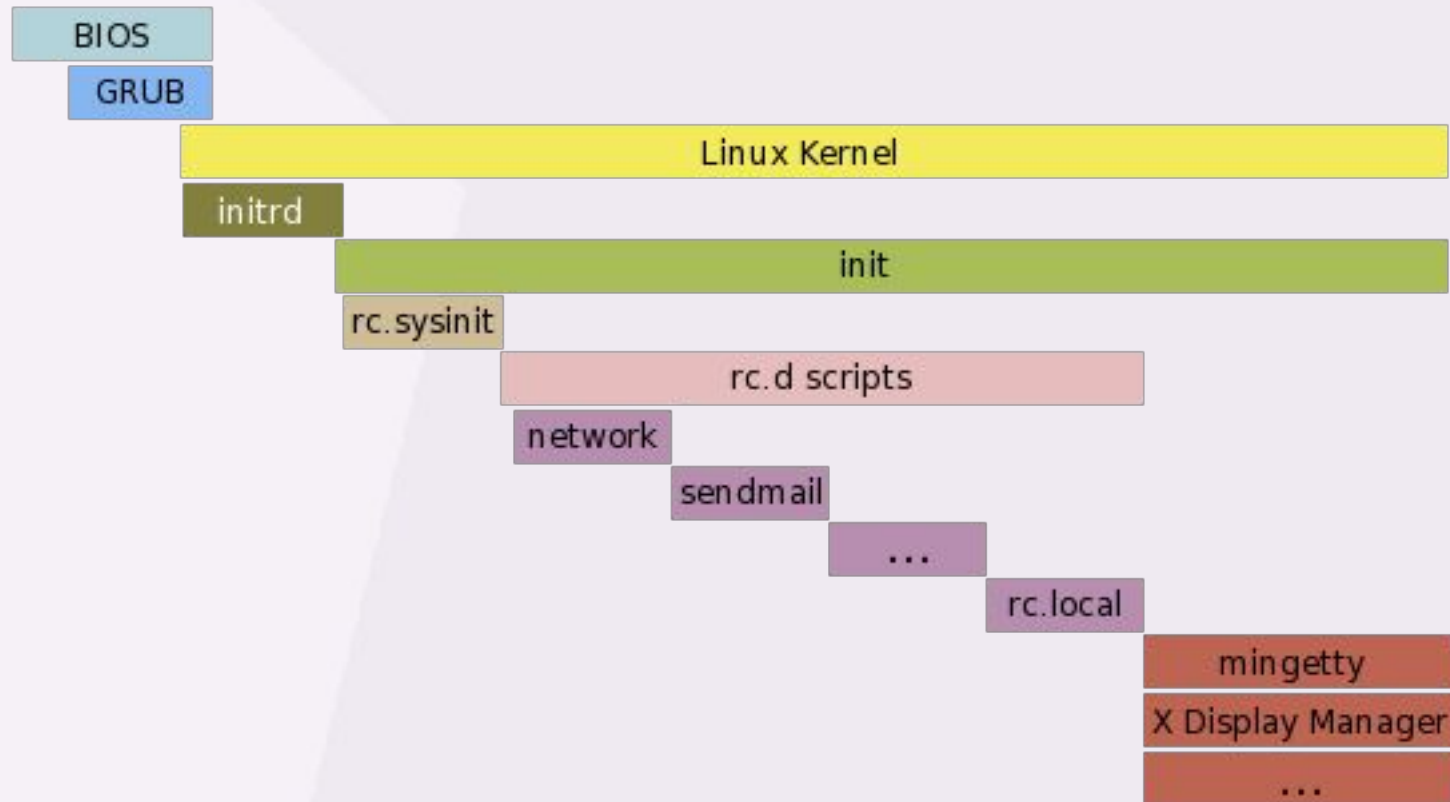 BIOS
GRUB
Linux Kernel
initrd
init
rc.sysinit
rc.d scripts
network
sendmail
...
rc.local
mingetty
X Display Manager
...